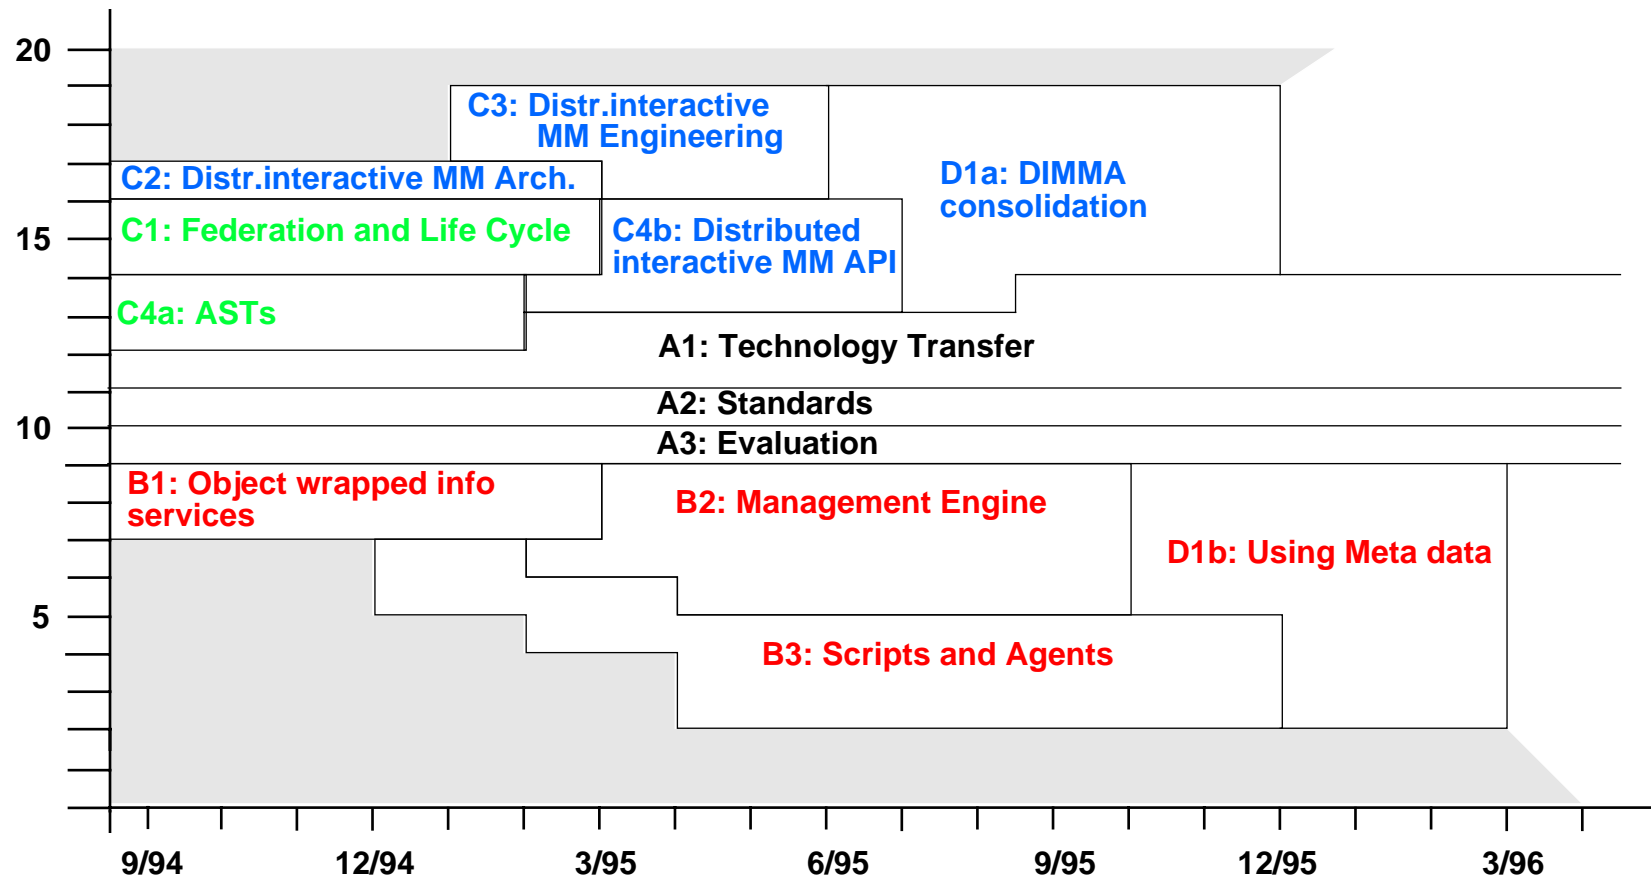 20
C3: Distr.interactive
MM Engineering
C2: Distr.interactive MM Arch.
D1a: DIMMA
consolidation
15
C1: Federation and Life Cycle
C4b: Distributed
interactive MM API
C4a: ASTs
A1: Technology Transfer
A2: Standards
10
A3: Evaluation
B1: Object wrapped info
services
B2: Management Engine
D1b: Using Meta data
5
B3: Scripts and Agents
9/94 12/94 3/95 6/95 9/95 12/95 3/96